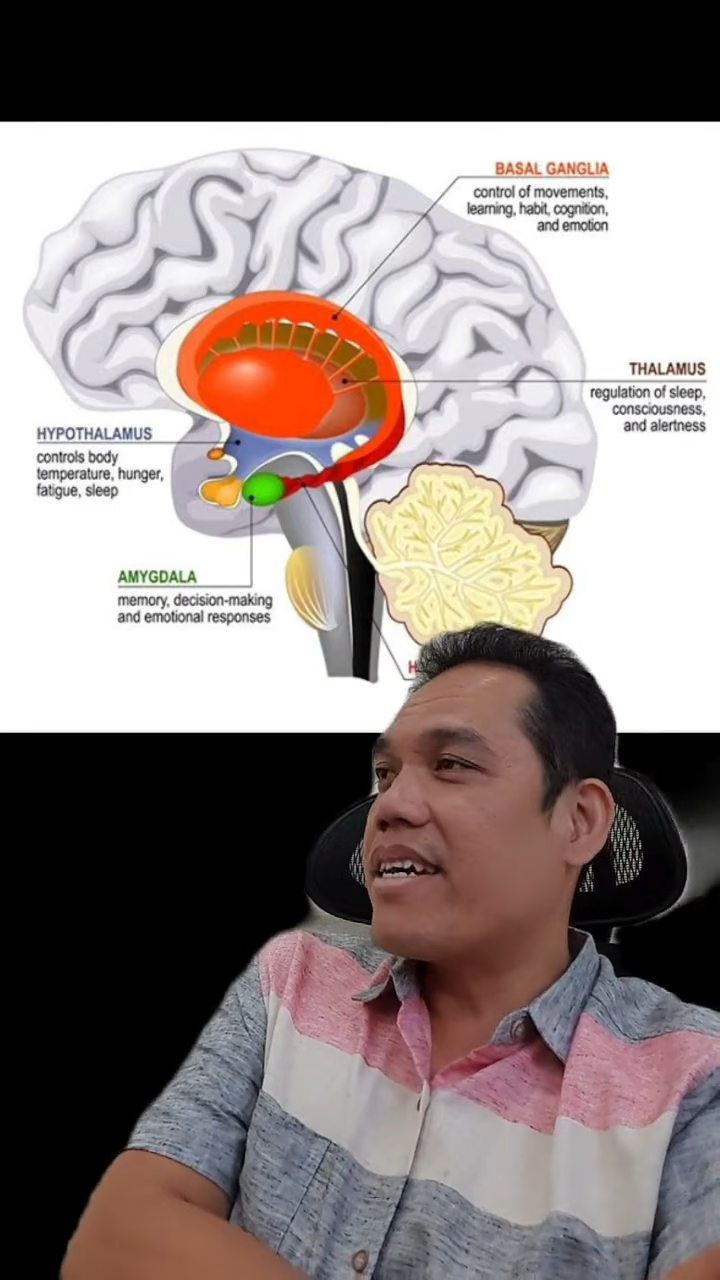 BASAL GANGLIA
control of movements,
learning, habit, cognition,
and emotion
THALAMUS
regulation of sleep,
consciousness,
and alertness
HYPOTHALAMUS
controls body
temperature, hunger,
fatigue, sleep
AMYGDALA
memory, decision-making
and emotional responses